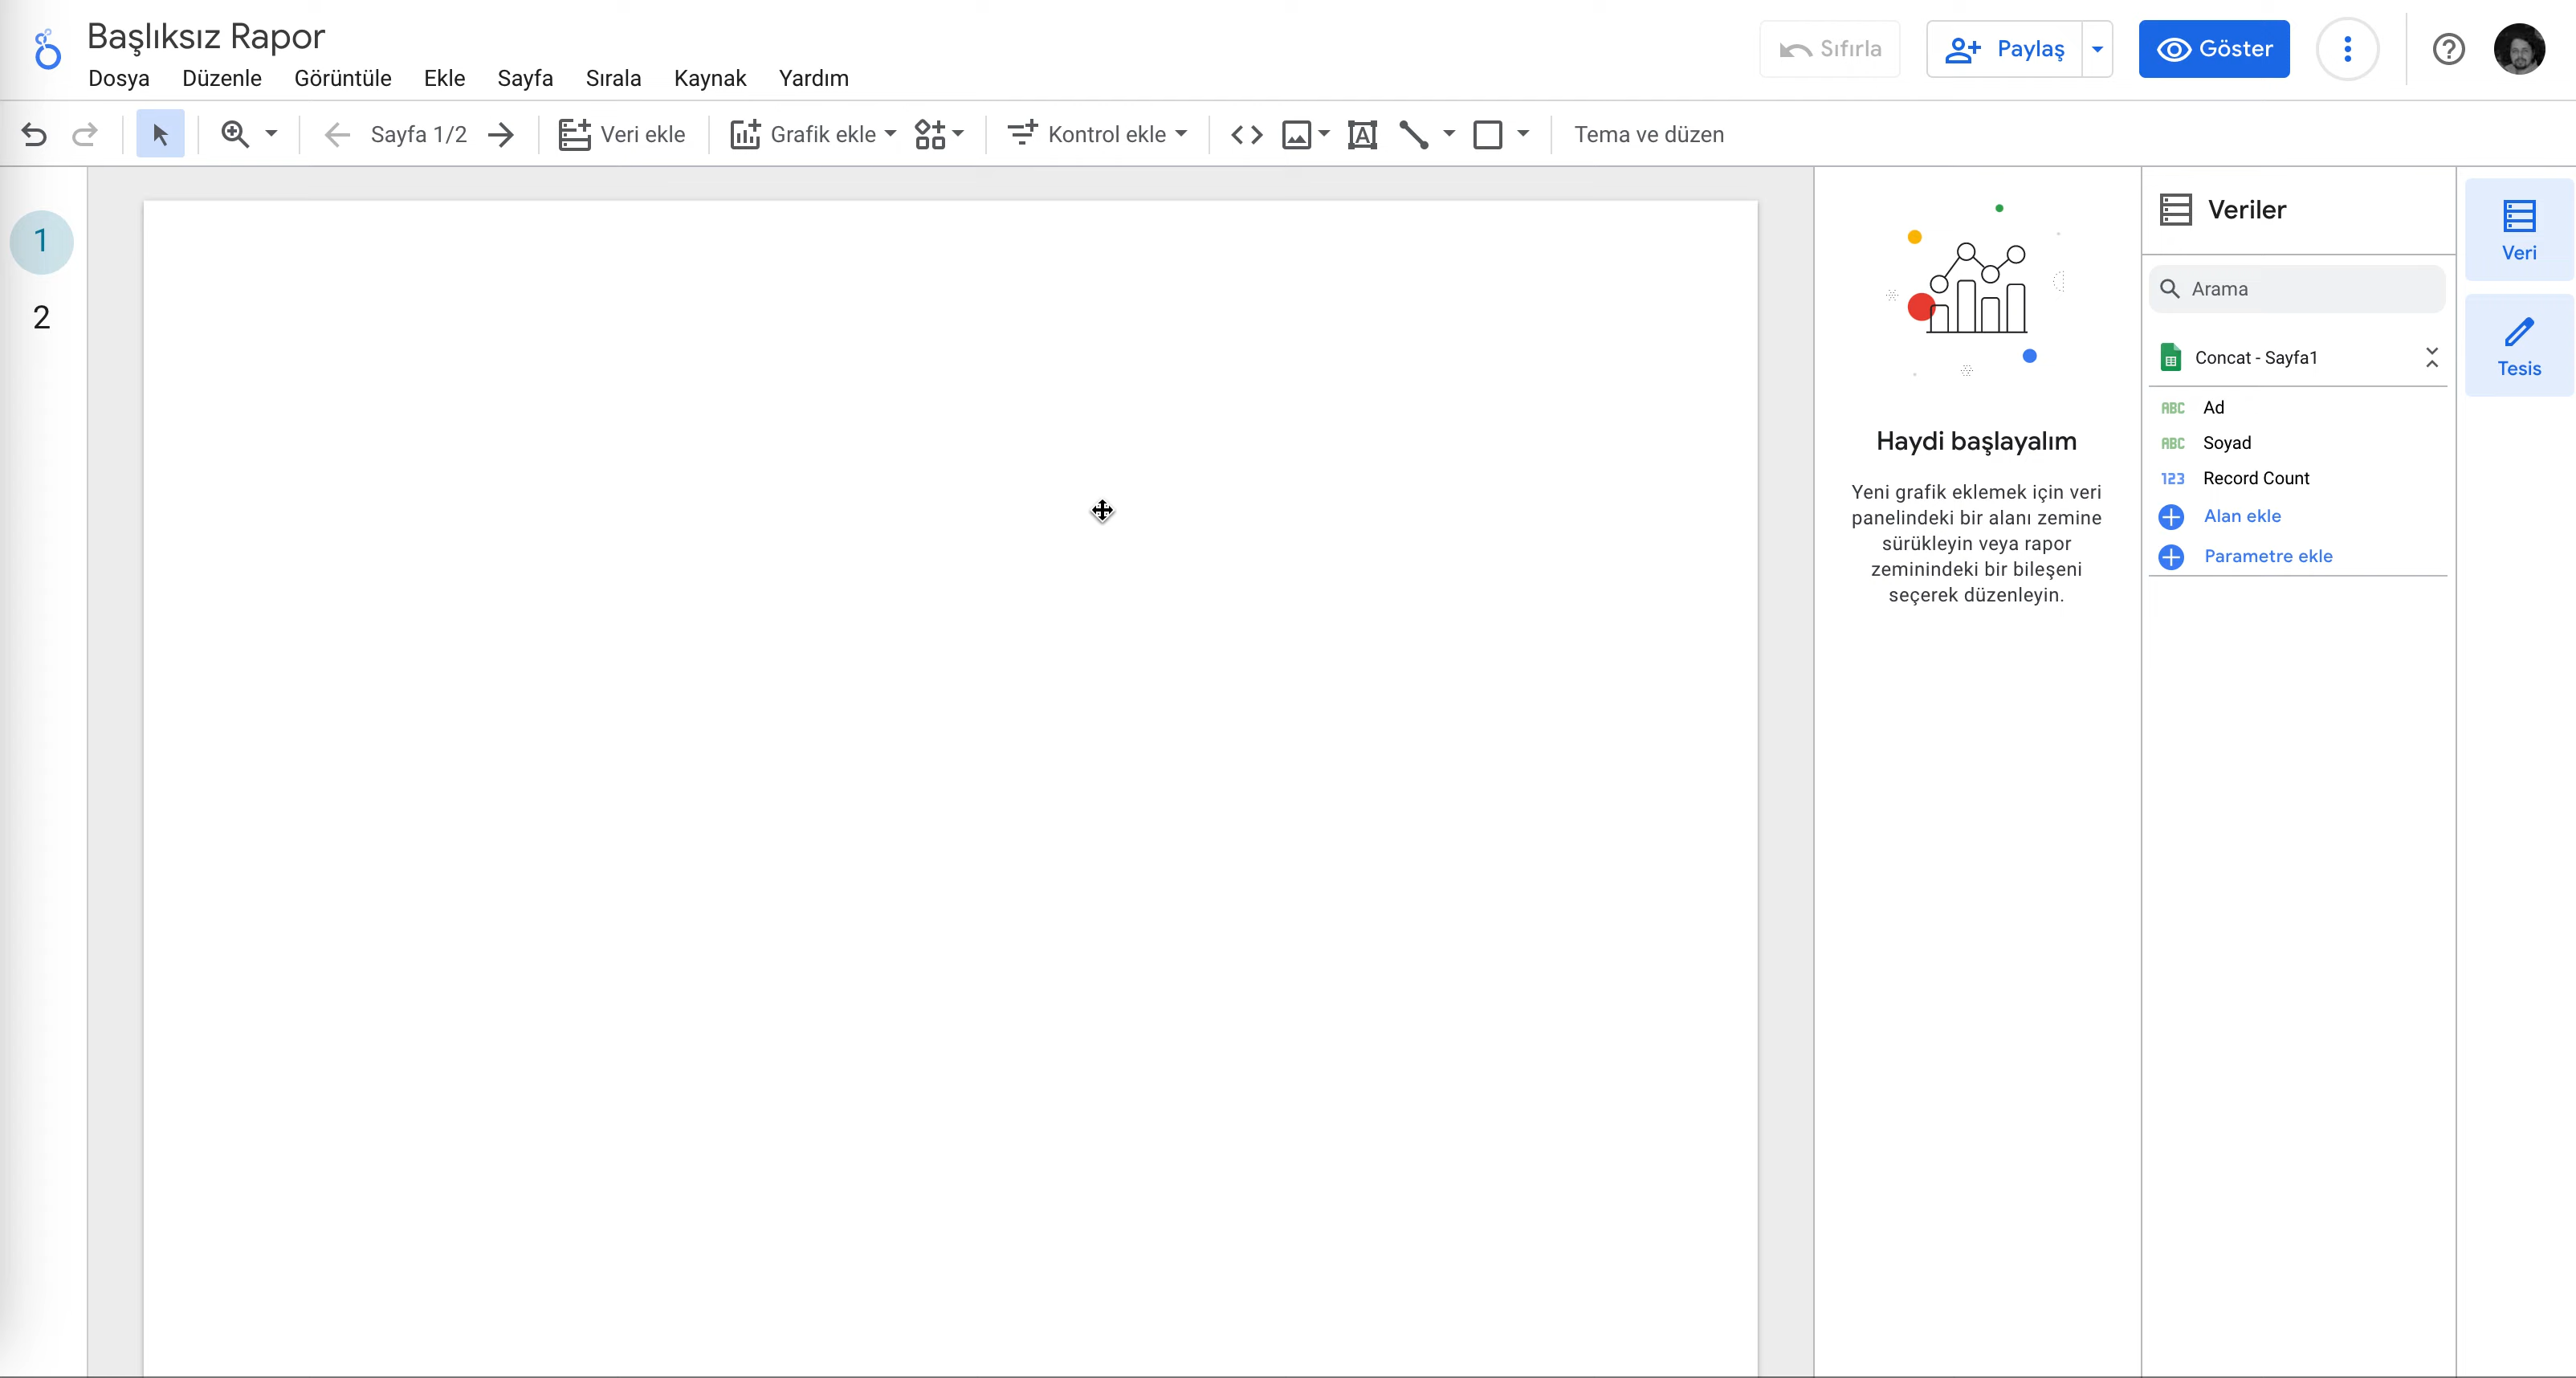 Başlıksız Rapor
Dosya Düzenle Görüntüle Ekle Sayfa Sırala Kaynak Yardım
Sıfırla
Paylaş
Göster
Sayfa 1/2
Veri ekle
Grafik ekle
Kontrol ekle
A
Tema ve düzen
1
2
Haydi başlayalım
Yeni grafik eklemek için veri
panelindeki bir alanı zemine
sürükleyin veya rapor
zeminindeki bir bileşeni
seçerek düzenleyin.
Veriler
Arama
Concat - Sayfa1
ABC Ad
ABC Soyad
123 Record Count
Alan ekle
Parametre ekle
Veri
Tesis